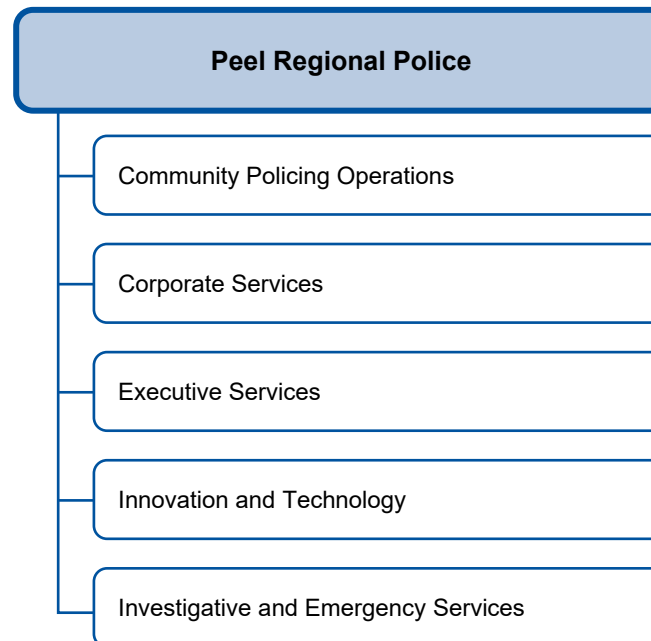 Peel Regional Police
Community Policing Operations
Corporate Services
Executive Services
Innovation and Technology
Investigative and Emergency Services